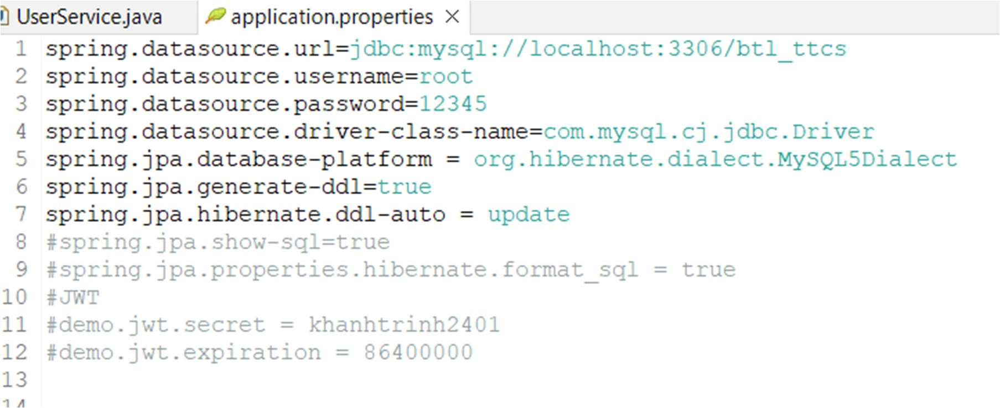 UserService.java
application.properties
1 spring.datasource.url=jdbc:mysql://localhost:3306/btl_ttcs
2 spring.datasource.username=root
3 spring.datasource.password=12345
4 spring.datasource.driver-class-name=com.mysql.cj.jdbc.Driver
5 spring.jpa.database-platform = org.hibernate.dialect.MySQL5Dialect
6 spring.jpa.generate-ddl=true
7 spring.jpa.hibernate.ddl-auto = update
8 #spring.jpa.show-sql=true
9 #spring.jpa.properties.hibernate.format_sql = true
10 #JWT
11 #demo.jwt.secret = khanhtrinh2401
12 #demo.jwt.expiration = 86400000
13
14